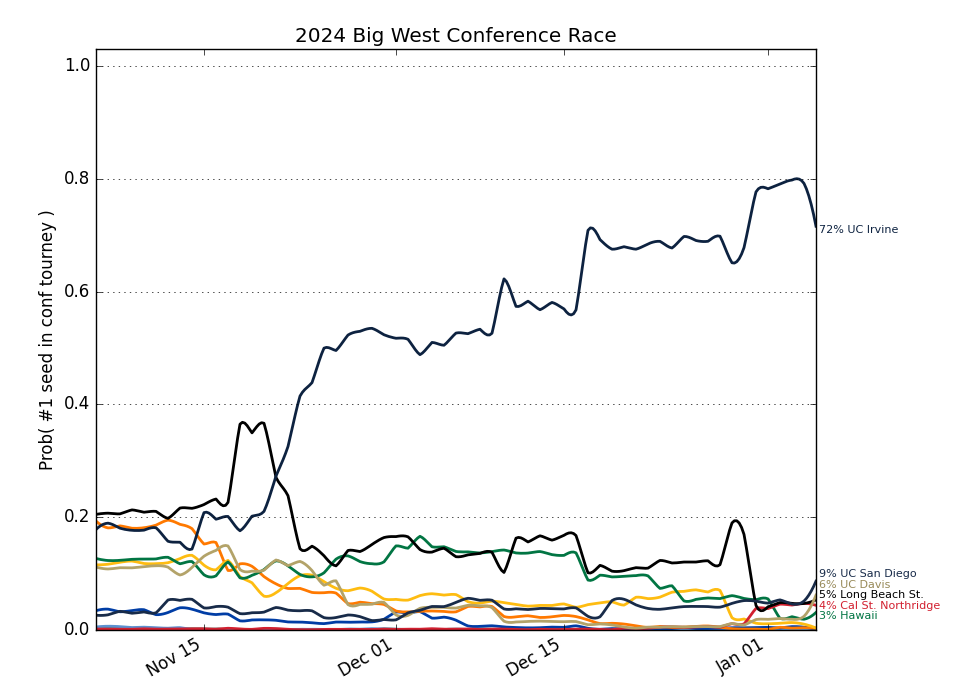 2024 Big West Conference Race
Prob( #1 seed in conf tourney )
1.0
0.8
0.6
0.4
0.2
0.0
Nov 15
Dec 01
Dec 15
Jan 01
72% UC Irvine
9% UC San Diego
6% UC Davis
5% Long Beach St.
4% Cal St. Northridge
3% Hawaii